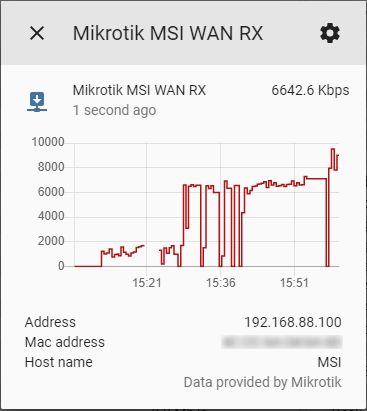 Mikrotik MSI WAN RX
Mikrotik MSI WAN RX 6642.6 Kbps
1 second ago
10000
8000
6000
4000
2000
0
15:21 15:36 15:51
Address 192.168.88.100
Mac address
Host name MSI
Data provided by Mikrotik